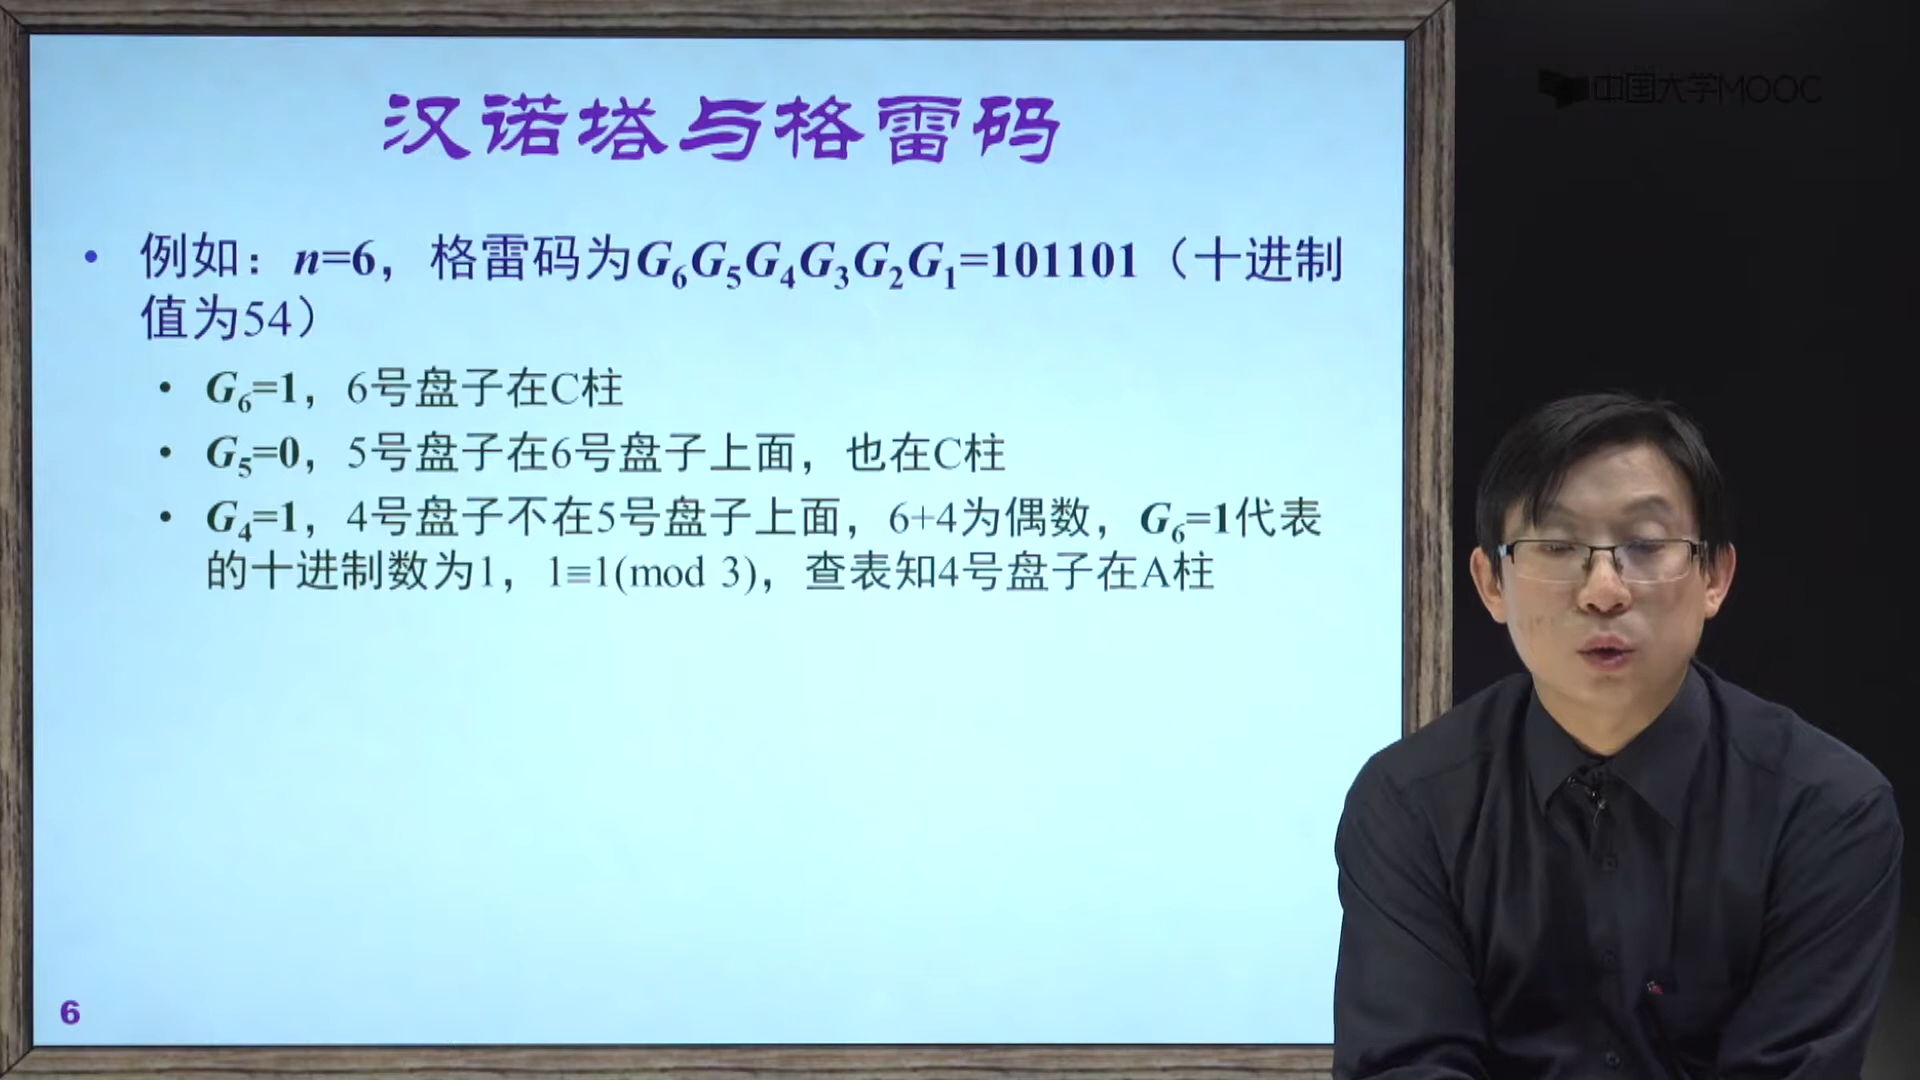 中国大学MOOC
汉诺塔与格雷码
• 例如：n=6，格雷码为G₆G₅G₄G₃G₂G₁=101101（十进制
值为54）
• G₆=1，6号盘子在C柱
• G₅=0，5号盘子在6号盘子上面，也在C柱
• G₄=1，4号盘子不在5号盘子上面，6+4为偶数，G₆=1代表
的十进制数为1，1≡1(mod 3)，查表知4号盘子在A柱
6